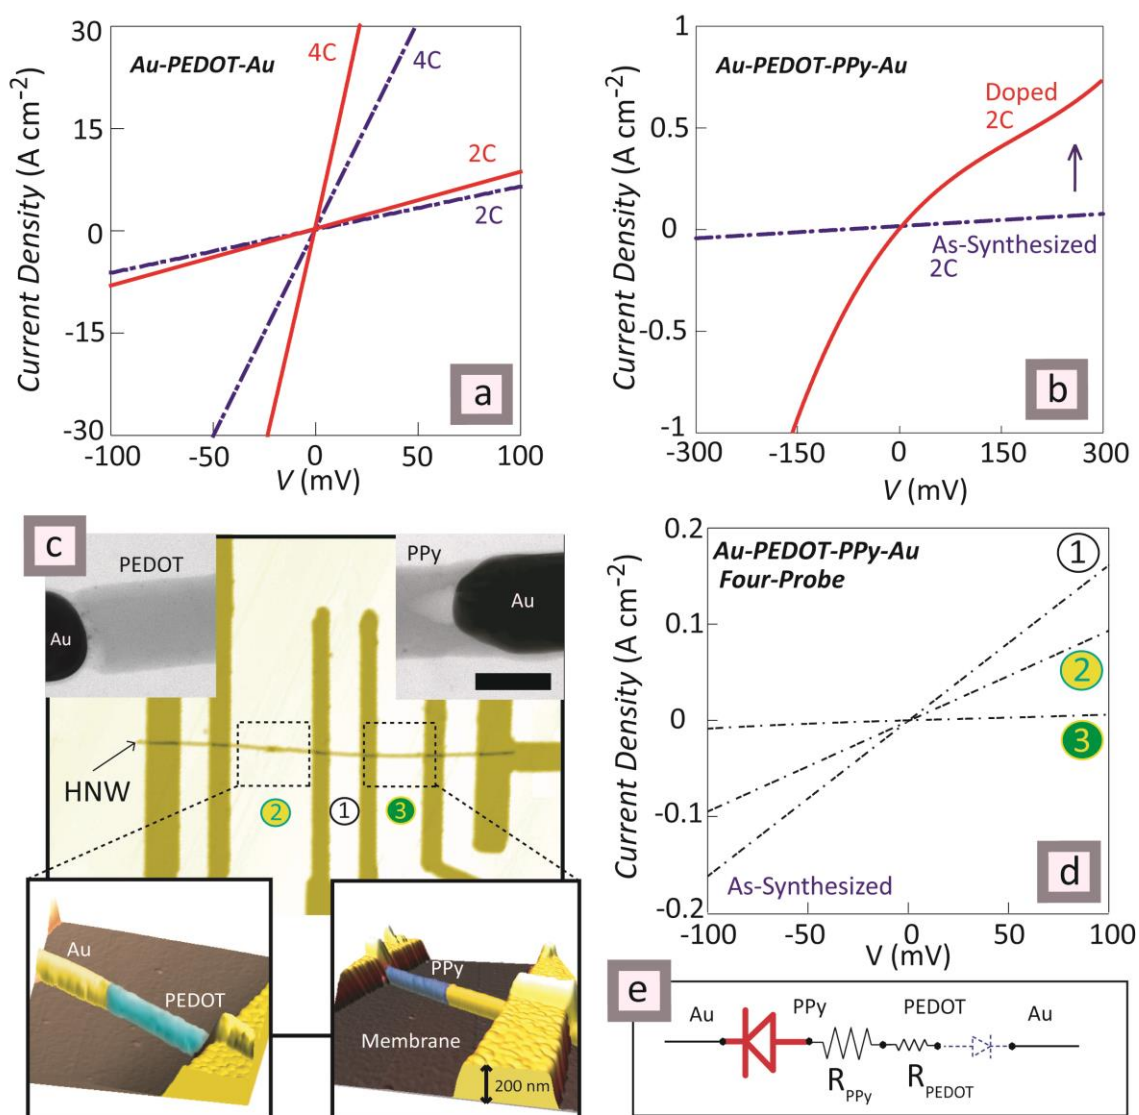 30
15
0
-15
-30
-100
-50
0
50
100
Current Density (A cm⁻²)
V (mV)
Au-PEDOT-Au
4C
4C
2C
2C
a
1
0.5
0
-0.5
-1
-300
-150
0
150
300
Current Density (A cm⁻²)
V (mV)
Au-PEDOT-PPy-Au
Doped
2C
As-Synthesized
2C
b
c
PEDOT
Au
PPy
Au
HNW
2
1
3
Au
PEDOT
PPy
Membrane
200 nm
0.2
0.1
0
-0.1
-0.2
-100
-50
0
50
100
Current Density (A cm⁻²)
V (mV)
Au-PEDOT-PPy-Au
Four-Probe
1
2
3
As-Synthesized
d
e
Au
PPy
PEDOT
Au
R_PPy
R_PEDOT